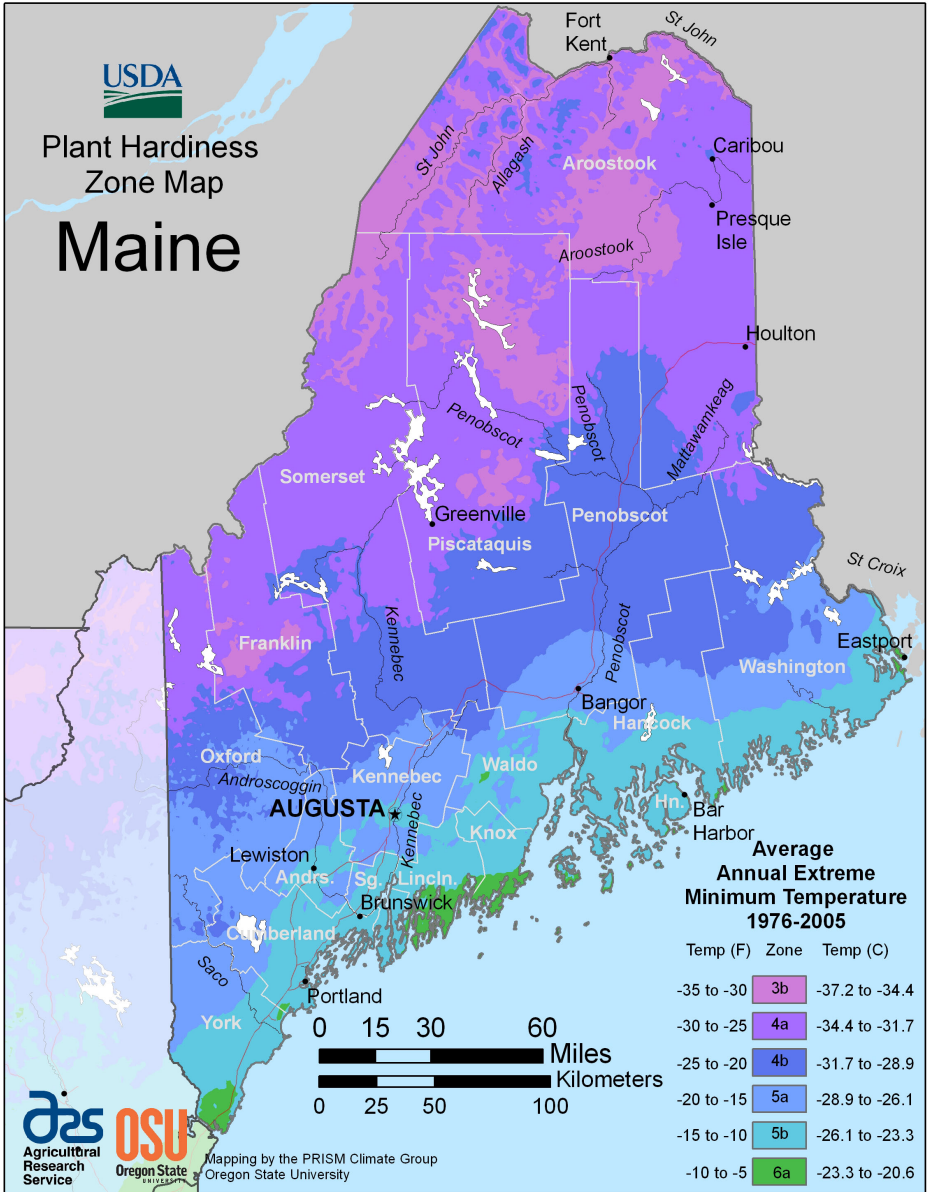 USDA
Plant Hardiness
Zone Map
Maine
Fort
Kent
St John
St John
Allagash
Aroostook
Caribou
Presque
Isle
Aroostook
Houlton
Penobscot
Penobscot
Mattawamkeag
Somerset
Greenville
Piscataquis
Penobscot
St Croix
Kennebec
Franklin
Penobscot
Eastport
Washington
Bangor
Hancock
Oxford
Androscoggin
Kennebec
Waldo
AUGUSTA
Kennebec
Knox
Hn.
Bar
Harbor
Lewiston
Andrs.
Sg.
Lincln.
Brunswick
Cumberland
Saco
Portland
York
0 15 30 60
Miles
Kilometers
0 25 50 100
Average
Annual Extreme
Minimum Temperature
1976-2005
Temp (F) Zone Temp (C)
-35 to -30 3b -37.2 to -34.4
-30 to -25 4a -34.4 to -31.7
-25 to -20 4b -31.7 to -28.9
-20 to -15 5a -28.9 to -26.1
-15 to -10 5b -26.1 to -23.3
-10 to -5 6a -23.3 to -20.6
ars
Agricultural
Research
Service
OSU
Oregon State
UNIVERSITY
Mapping by the PRISM Climate Group
Oregon State University